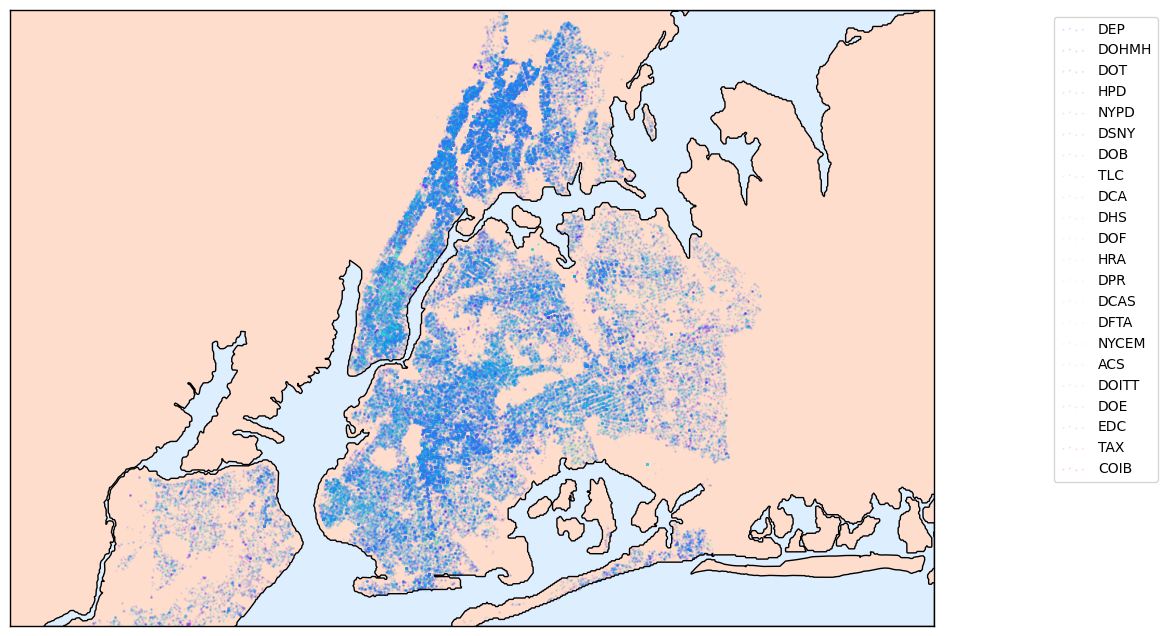 DEP
DOHMH
DOT
HPD
NYPD
DSNY
DOB
TLC
DCA
DHS
DOF
HRA
DPR
DCAS
DFTA
NYCEM
ACS
DOITT
DOE
EDC
TAX
COIB